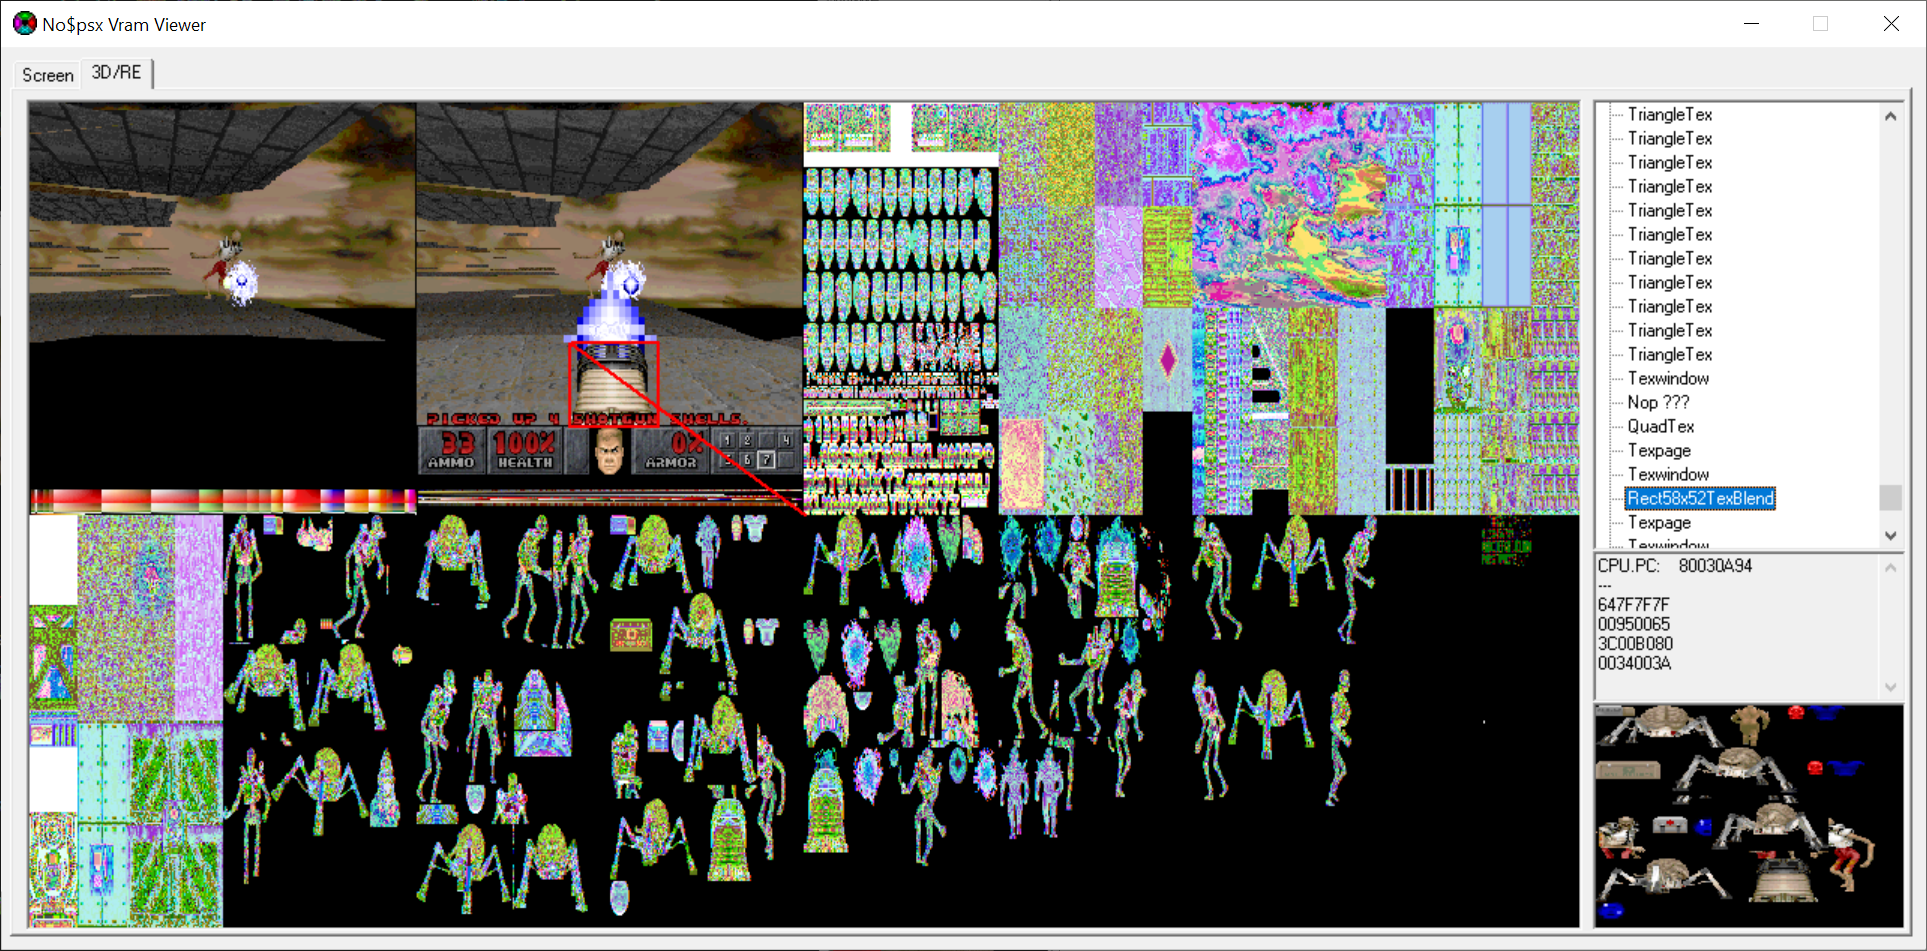 No$psx Vram Viewer
Screen
3D/RE
PICKED UP 4 SHOTGUN SHELLS.
33
100%
0%
1 2 4
5 6 7
AMMO
HEALTH
ARMOR
TriangleTex
TriangleTex
TriangleTex
TriangleTex
TriangleTex
TriangleTex
TriangleTex
TriangleTex
TriangleTex
TriangleTex
TriangleTex
Texwindow
Nop ???
QuadTex
Texpage
Texwindow
Rect58x52TexBlend
Texpage
Texwindow
CPU.PC: 80030A94
---
647F7F7F
00950065
3C00B080
0034003A